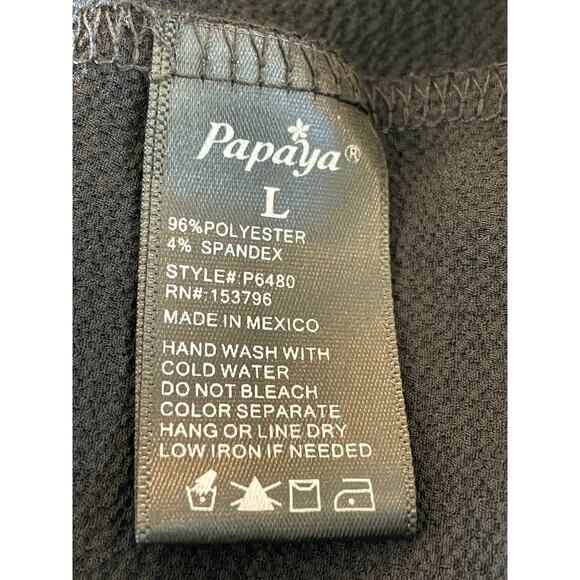 Papaya®
L
96%POLYESTER
4% SPANDEX
STYLE#:P6480
RN#:153796
MADE IN MEXICO
HAND WASH WITH
COLD WATER
DO NOT BLEACH
COLOR SEPARATE
HANG OR LINE DRY
LOW IRON IF NEEDED